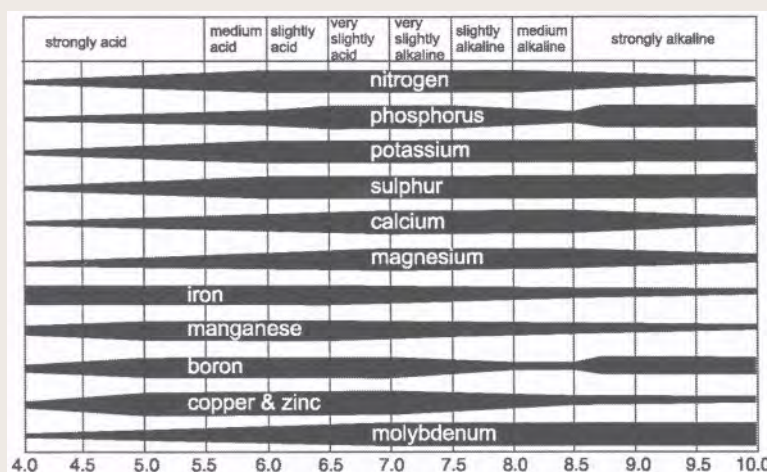 strongly acid
medium
acid
slightly
acid
very
slightly
acid
very
slightly
alkaline
slightly
alkaline
medium
alkaline
strongly alkaline
nitrogen
phosphorus
potassium
sulphur
calcium
magnesium
iron
manganese
boron
copper & zinc
molybdenum
4.0 4.5 5.0 5.5 6.0 6.5 7.0 7.5 8.0 8.5 9.0 9.5 10.0